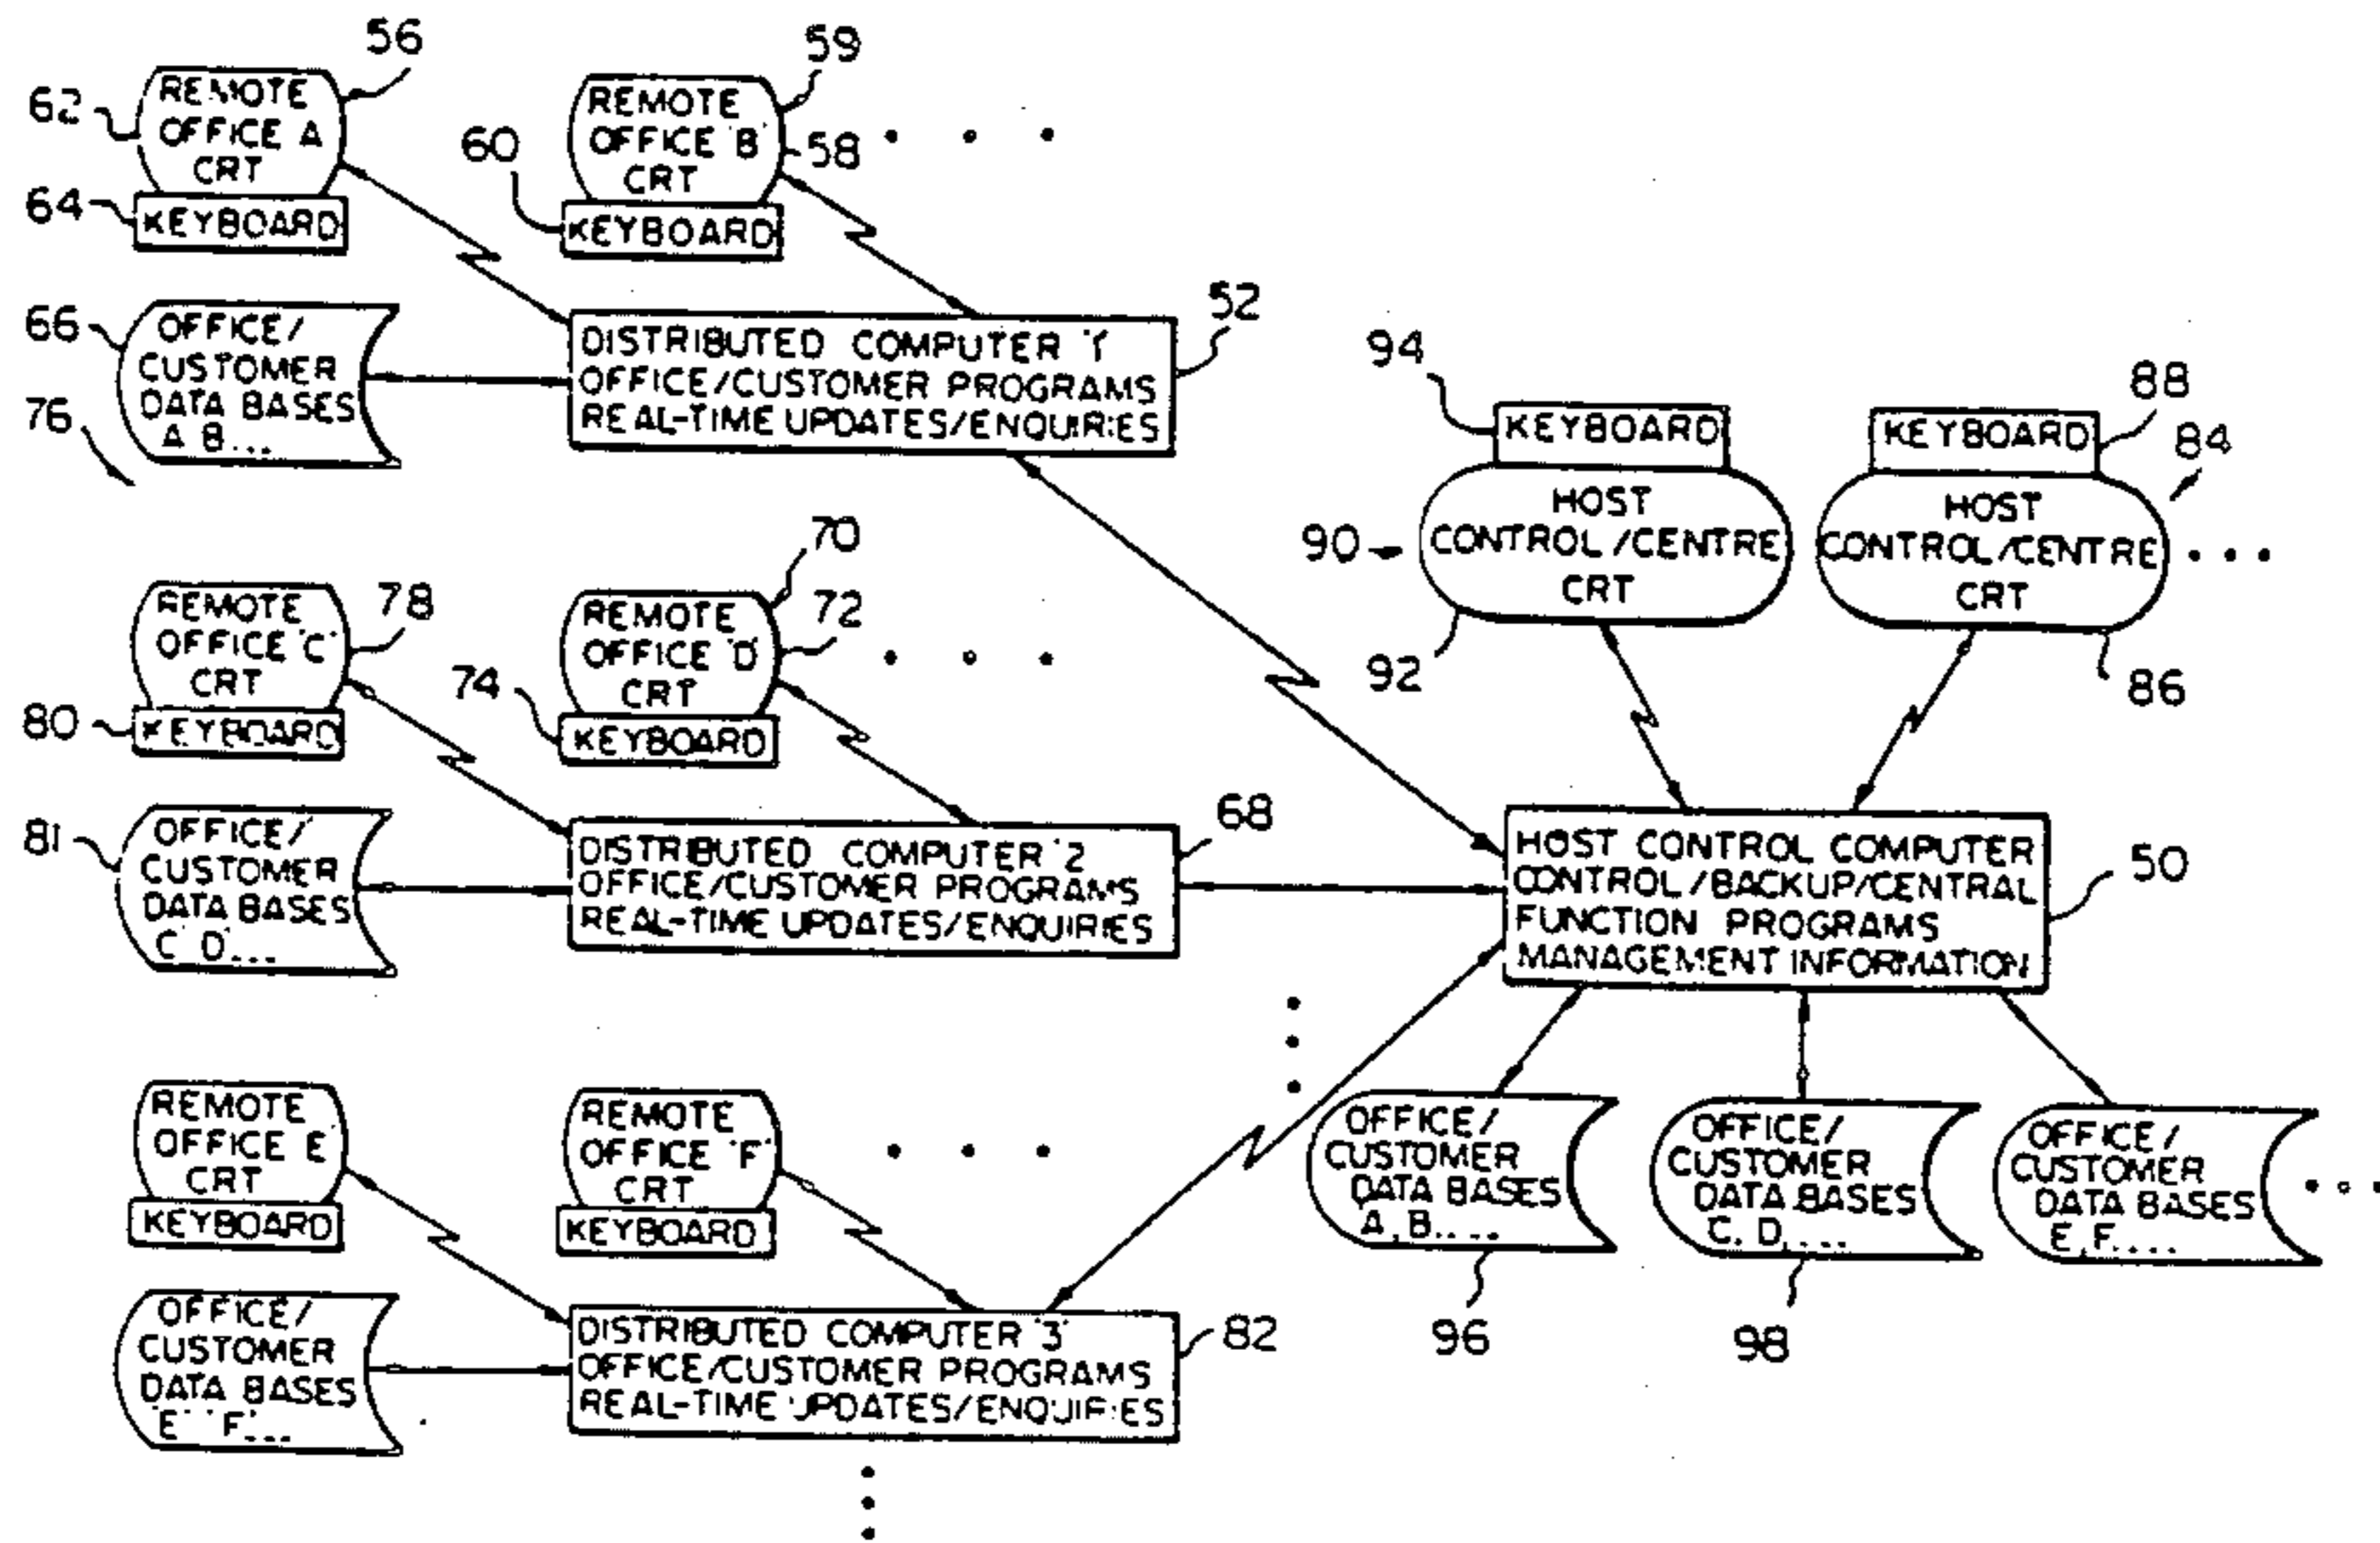 56
62
REMOTE
OFFICE A
CRT
64
KEYBOARD
59
REMOTE
OFFICE 'B'
58
CRT
60
KEYBOARD
66
OFFICE/
CUSTOMER
DATA BASES
A B...
76
52
DISTRIBUTED COMPUTER '1'
OFFICE/CUSTOMER PROGRAMS
REAL-TIME UPDATES/ENQUIRIES
94
KEYBOARD
HOST
CONTROL/CENTRE
CRT
90
92
88
KEYBOARD
84
HOST
CONTROL/CENTRE
CRT
86
78
REMOTE
OFFICE 'C'
CRT
80
KEYBOARD
70
REMOTE
OFFICE 'D'
72
CRT
74
KEYBOARD
81
OFFICE/
CUSTOMER
DATA BASES
C' D'...
68
DISTRIBUTED COMPUTER '2
OFFICE/CUSTOMER PROGRAMS
REAL-TIME UPDATES/ENQUIRIES
HOST CONTROL COMPUTER
CONTROL/BACKUP/CENTRAL
FUNCTION PROGRAMS
MANAGEMENT INFORMATION
50
REMOTE
OFFICE E'
CRT
KEYBOARD
REMOTE
OFFICE 'F'
CRT
KEYBOARD
OFFICE/
CUSTOMER
DATA BASES
'E' 'F'...
82
DISTRIBUTED COMPUTER '3'
OFFICE/CUSTOMER PROGRAMS
REAL-TIME UPDATES/ENQUIRIES
OFFICE/
CUSTOMER
DATA BASES
A,B....
96
OFFICE/
CUSTOMER
DATA BASES
C, D,....
98
OFFICE/
CUSTOMER
DATA BASES
E,F....